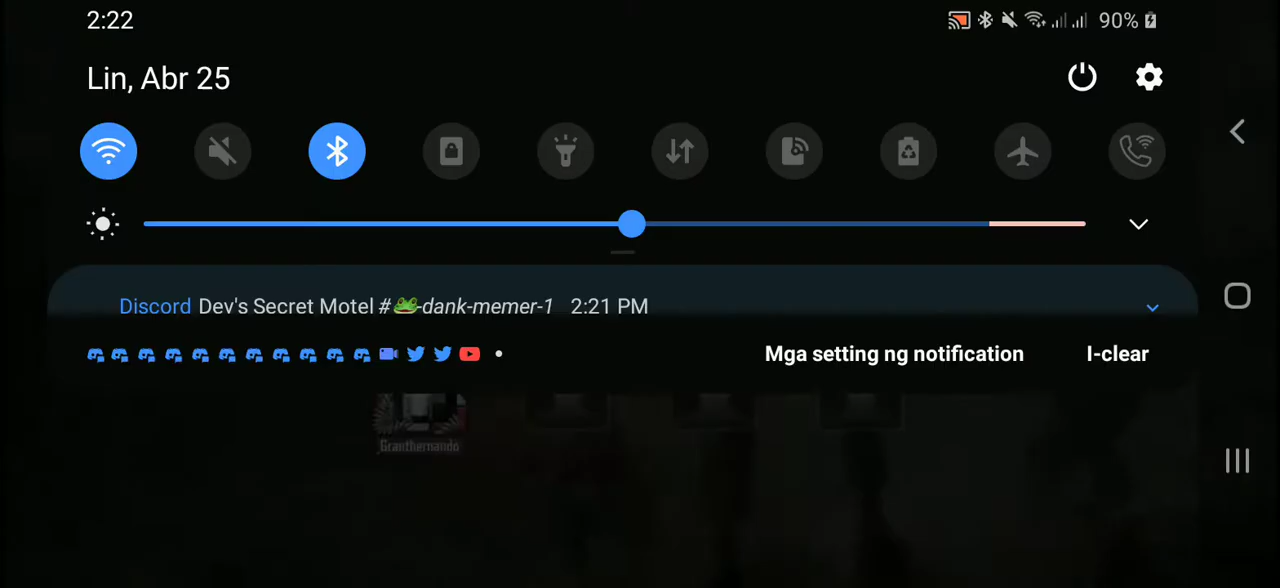 2:22
90%
Lin, Abr 25
Discord Dev's Secret Motel #🐸-dank-memer-1 2:21 PM
Mga setting ng notification I-clear
Granthernando